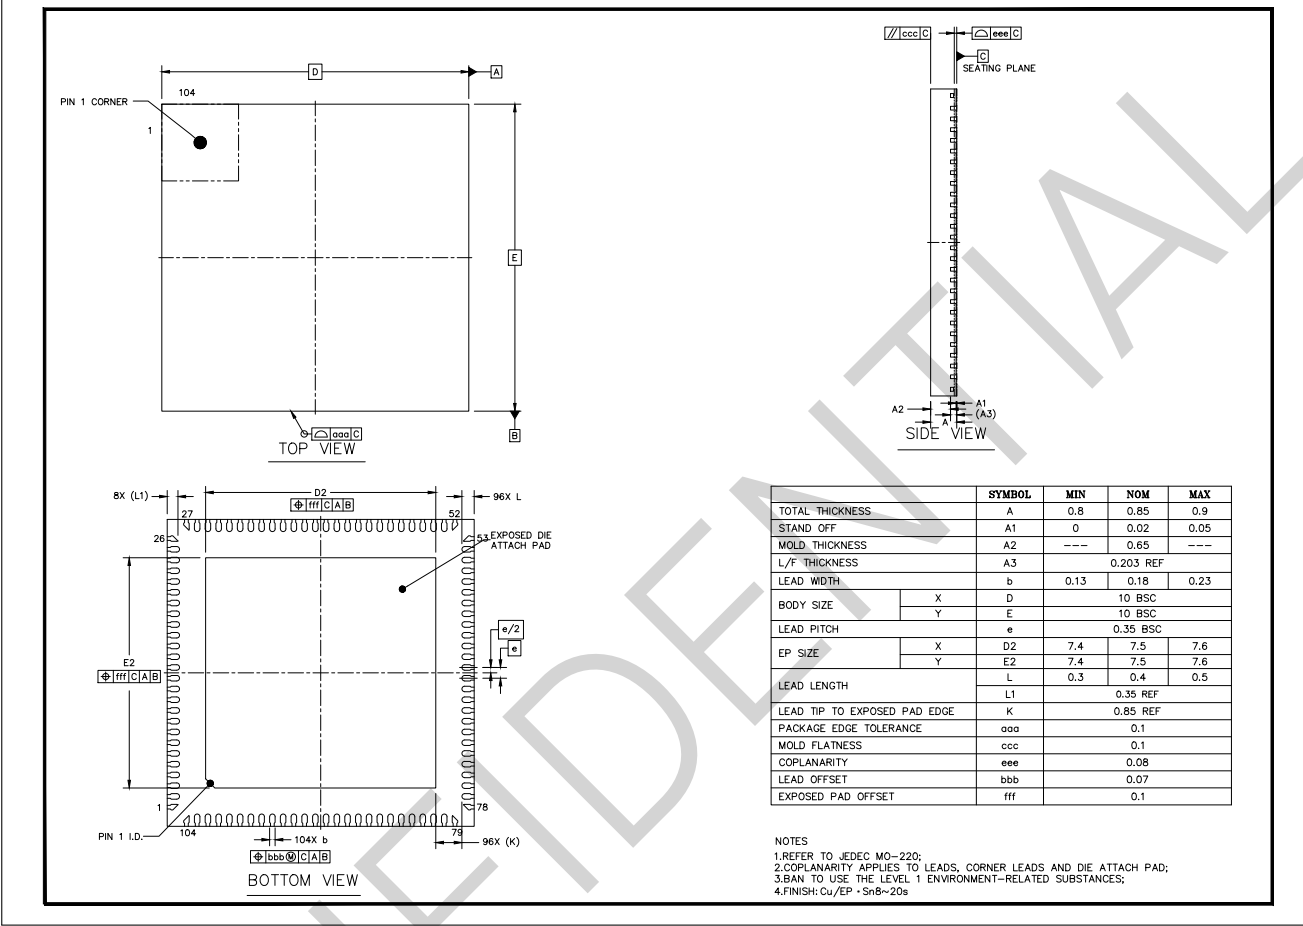 // ccc C
eee C
C
SEATING PLANE
D
A
104
PIN 1 CORNER
1
E
aaa C
B
TOP VIEW
A1
A2
(A3)
A
SIDE VIEW
8X (L1)
D2
fff C A B
96X L
27
52
26
53
EXPOSED DIE
ATTACH PAD
e/2
e
E2
fff C A B
1
78
PIN 1 I.D.
104
79
104X b
96X (K)
bbb M C A B
BOTTOM VIEW
SYMBOL MIN NOM MAX
TOTAL THICKNESS A 0.8 0.85 0.9
STAND OFF A1 0 0.02 0.05
MOLD THICKNESS A2 --- 0.65 ---
L/F THICKNESS A3 0.203 REF
LEAD WIDTH b 0.13 0.18 0.23
BODY SIZE X D 10 BSC
Y E 10 BSC
LEAD PITCH e 0.35 BSC
EP SIZE X D2 7.4 7.5 7.6
Y E2 7.4 7.5 7.6
LEAD LENGTH L 0.3 0.4 0.5
L1 0.35 REF
LEAD TIP TO EXPOSED PAD EDGE K 0.85 REF
PACKAGE EDGE TOLERANCE aaa 0.1
MOLD FLATNESS ccc 0.1
COPLANARITY eee 0.08
LEAD OFFSET bbb 0.07
EXPOSED PAD OFFSET fff 0.1
NOTES
1.REFER TO JEDEC MO-220;
2.COPLANARITY APPLIES TO LEADS, CORNER LEADS AND DIE ATTACH PAD;
3.BAN TO USE THE LEVEL 1 ENVIRONMENT-RELATED SUBSTANCES;
4.FINISH: Cu/EP · Sn8~20s
FIDENTIAL